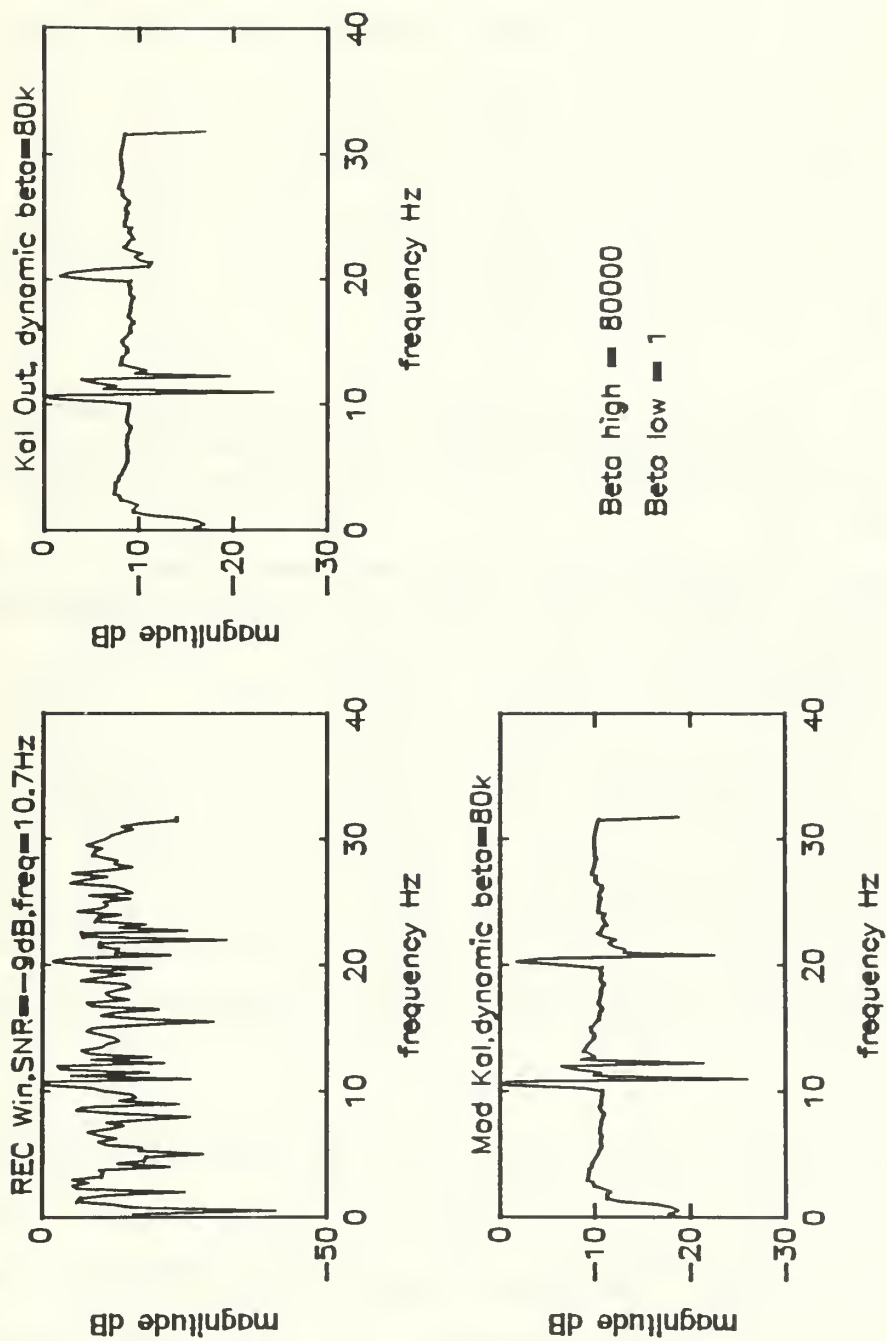 REC Win,SNR=-9dB,freq=10.7Hz
0
-50
magnitude dB
0 10 20 30 40
frequency Hz
Kal Out, dynamic beta=80k
0
-10
-20
-30
magnitude dB
0 10 20 30 40
frequency Hz
Mod Kal,dynamic beta=80k
0
-10
-20
-30
magnitude dB
0 10 20 30 40
frequency Hz
Beta high = 80000
Beta low = 1